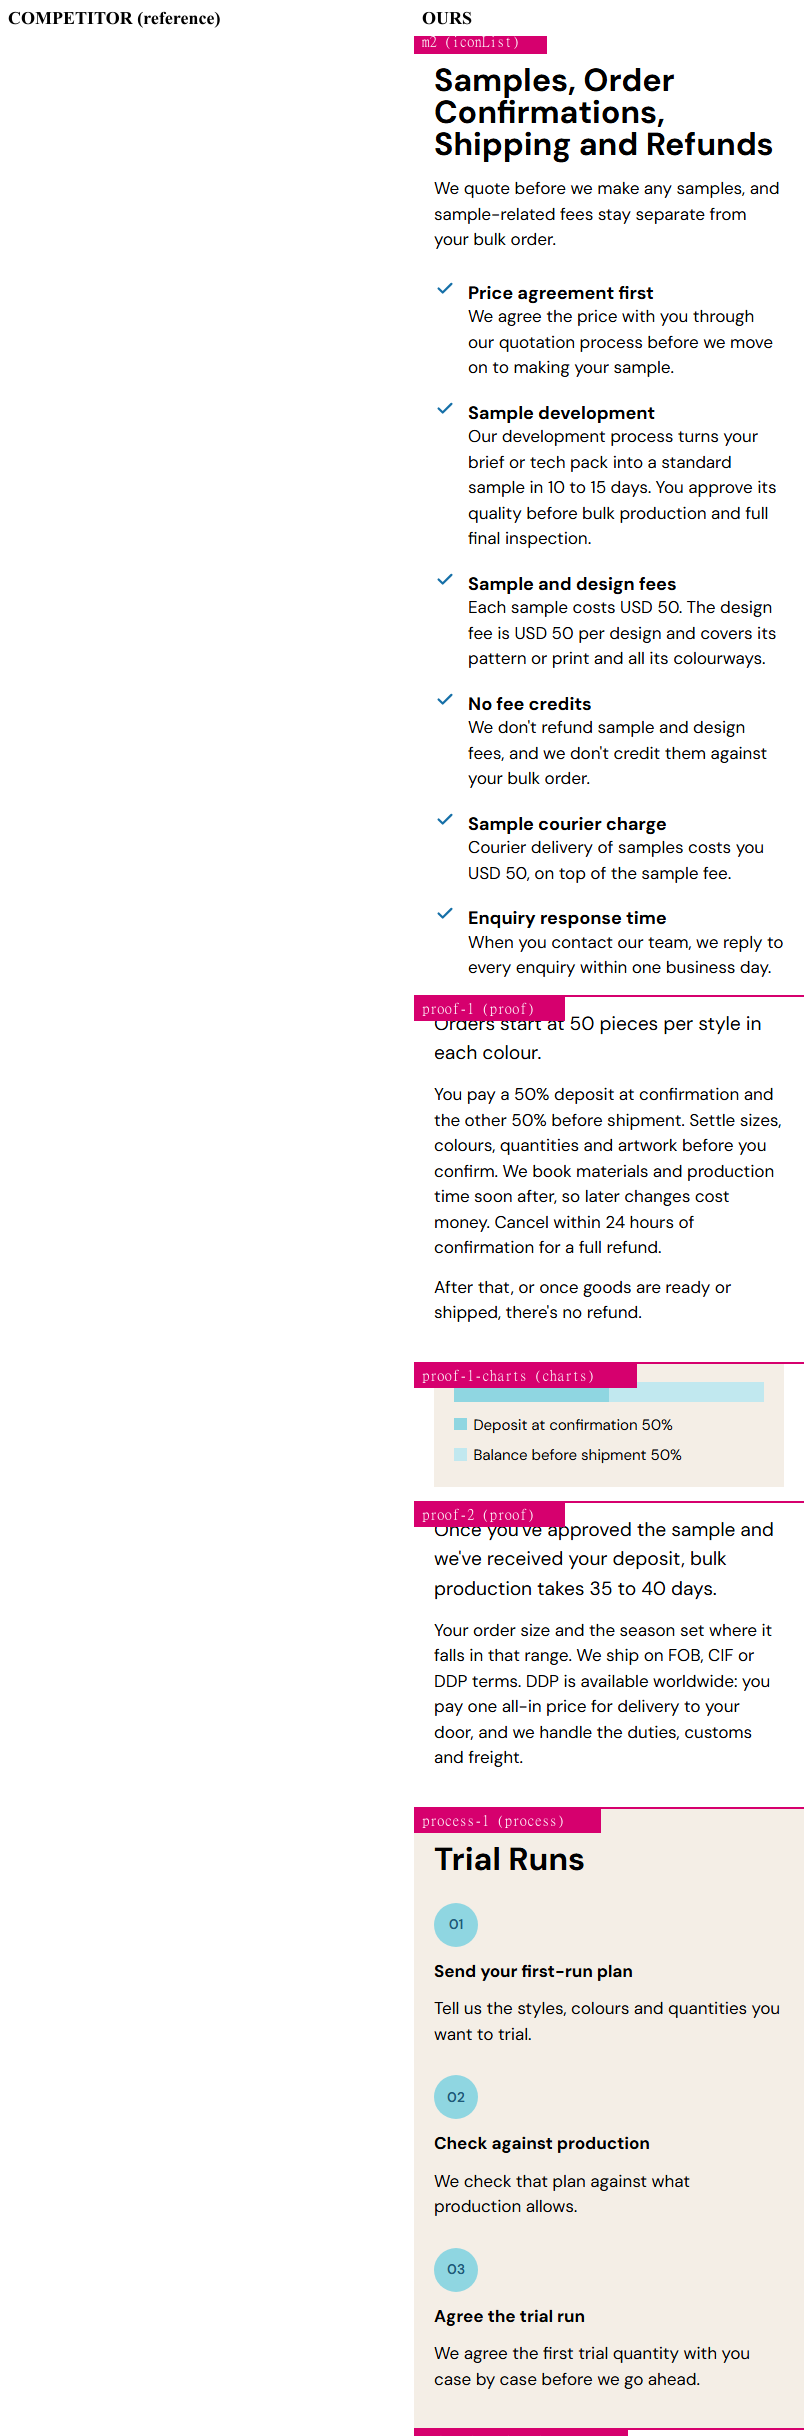 COMPETITOR (reference)
OURS
m2 (iconList)
Samples, Order
Confirmations,
Shipping and Refunds
We quote before we make any samples, and
sample-related fees stay separate from
your bulk order.
Price agreement first
We agree the price with you through
our quotation process before we move
on to making your sample.
Sample development
Our development process turns your
brief or tech pack into a standard
sample in 10 to 15 days. You approve its
quality before bulk production and full
final inspection.
Sample and design fees
Each sample costs USD 50. The design
fee is USD 50 per design and covers its
pattern or print and all its colourways.
No fee credits
We don't refund sample and design
fees, and we don't credit them against
your bulk order.
Sample courier charge
Courier delivery of samples costs you
USD 50, on top of the sample fee.
Enquiry response time
When you contact our team, we reply to
every enquiry within one business day.
proof-1 (proof)
Orders start at 50 pieces per style in
each colour.
You pay a 50% deposit at confirmation and
the other 50% before shipment. Settle sizes,
colours, quantities and artwork before you
confirm. We book materials and production
time soon after, so later changes cost
money. Cancel within 24 hours of
confirmation for a full refund.
After that, or once goods are ready or
shipped, there's no refund.
proof-1-charts (charts)
Deposit at confirmation 50%
Balance before shipment 50%
proof-2 (proof)
Once you've approved the sample and
we've received your deposit, bulk
production takes 35 to 40 days.
Your order size and the season set where it
falls in that range. We ship on FOB, CIF or
DDP terms. DDP is available worldwide: you
pay one all-in price for delivery to your
door, and we handle the duties, customs
and freight.
process-1 (process)
Trial Runs
01
Send your first-run plan
Tell us the styles, colours and quantities you
want to trial.
02
Check against production
We check that plan against what
production allows.
03
Agree the trial run
We agree the first trial quantity with you
case by case before we go ahead.